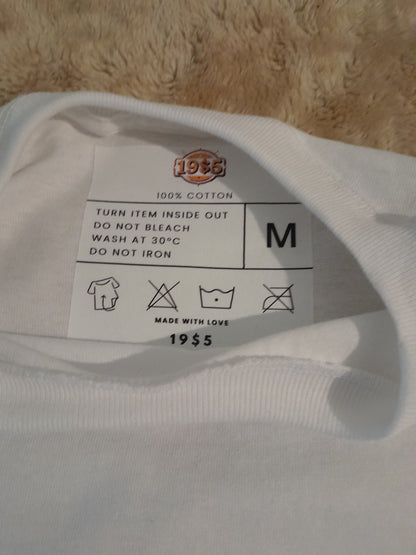 19$5
100% COTTON
TURN ITEM INSIDE OUT
DO NOT BLEACH
WASH AT 30°C
DO NOT IRON
M
MADE WITH LOVE
19$5